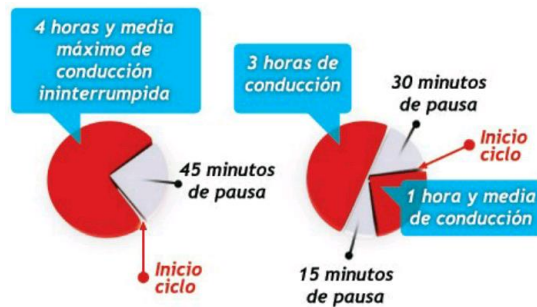 4 horas y media
máximo de
conducción
ininterrumpida
45 minutos
de pausa
Inicio
ciclo
3 horas de
conducción
30 minutos
de pausa
Inicio
ciclo
1 hora y media
de conducción
15 minutos
de pausa